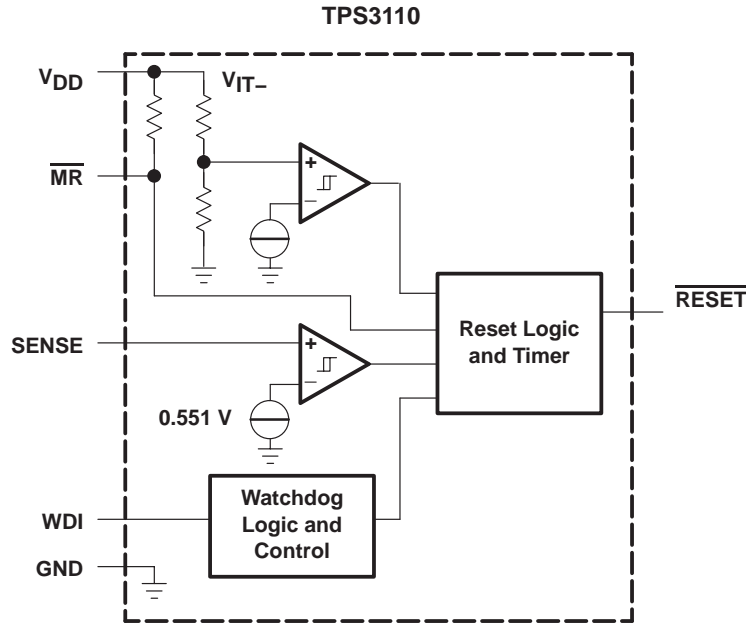 TPS3110
VDD
VIT–
MR
+
–
SENSE
+
–
0.551 V
Reset Logic
and Timer
RESET
WDI
Watchdog
Logic and
Control
GND